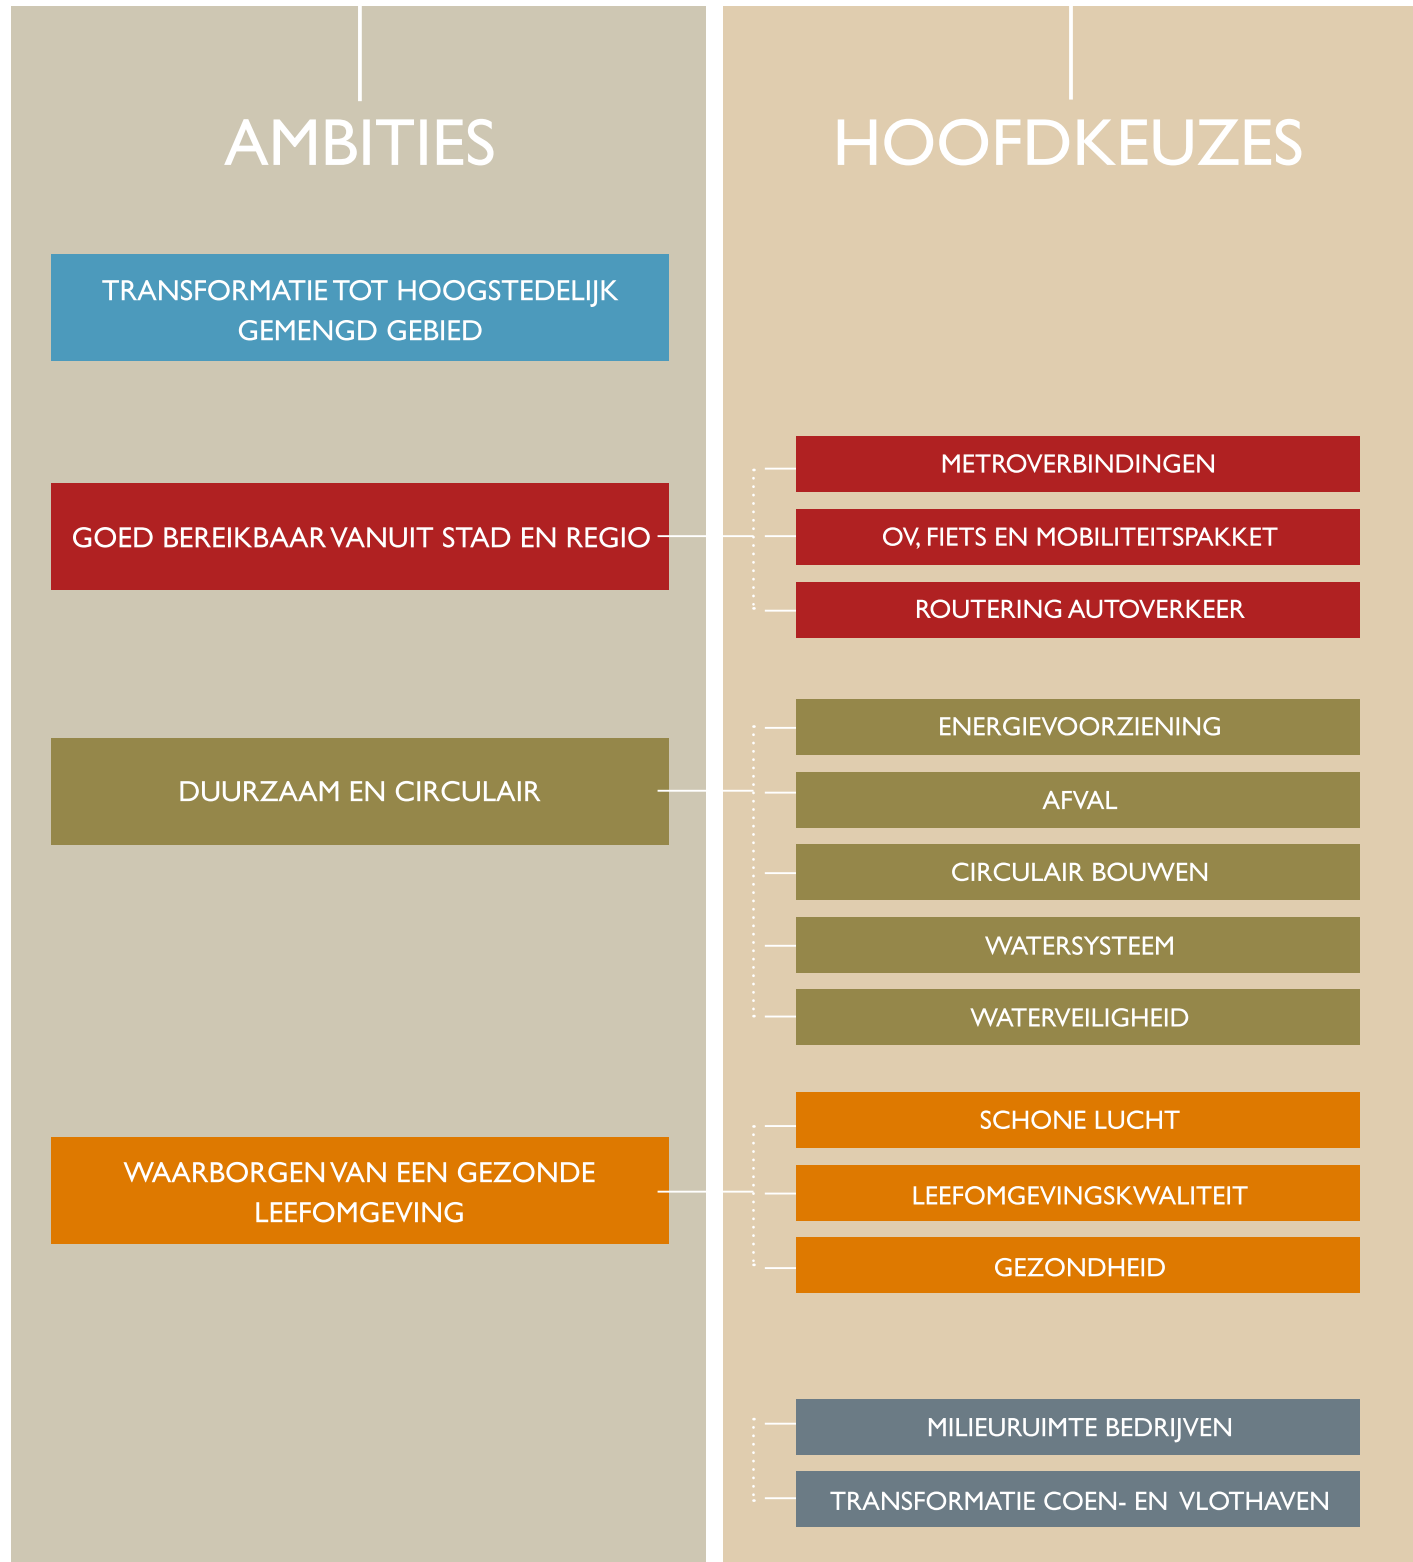 AMBITIES
TRANSFORMATIE TOT HOOGSTEDELIJK
GEMENGD GEBIED
GOED BEREIKBAAR VANUIT STAD EN REGIO
DUURZAAM EN CIRCULAIR
WAARBORGEN VAN EEN GEZONDE
LEEFOMGEVING
HOOFDKEUZES
METROVERBINDINGEN
OV, FIETS EN MOBILITEITSPAKKET
ROUTERING AUTOVERKEER
ENERGIEVOORZIENING
AFVAL
CIRCULAIR BOUWEN
WATERSYSTEEM
WATERVEILIGHEID
SCHONE LUCHT
LEEFOMGEVINGSKWALITEIT
GEZONDHEID
MILIEURUIMTE BEDRIJVEN
TRANSFORMATIE COEN- EN VLOTHAVEN